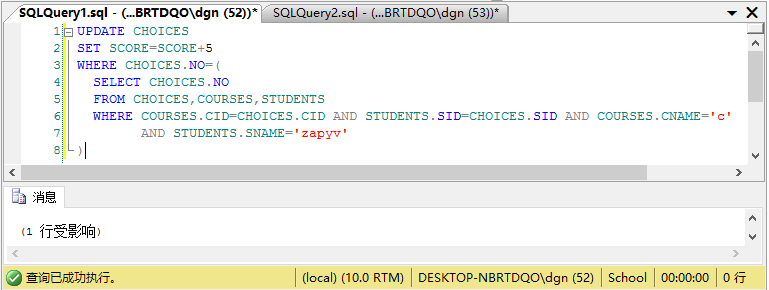 SQLQuery1.sql - (...BRTDQO\dgn (52))* SQLQuery2.sql - (...BRTDQO\dgn (53))*
1 UPDATE CHOICES
2 SET SCORE=SCORE+5
3 WHERE CHOICES.NO=(
4 SELECT CHOICES.NO
5 FROM CHOICES,COURSES,STUDENTS
6 WHERE COURSES.CID=CHOICES.CID AND STUDENTS.SID=CHOICES.SID AND COURSES.CNAME='c'
7 AND STUDENTS.SNAME='zapyv'
8 )
消息
(1 行受影响)
查询已成功执行。 (local) (10.0 RTM) DESKTOP-NBRTDQO\dgn (52) School 00:00:00 0 行